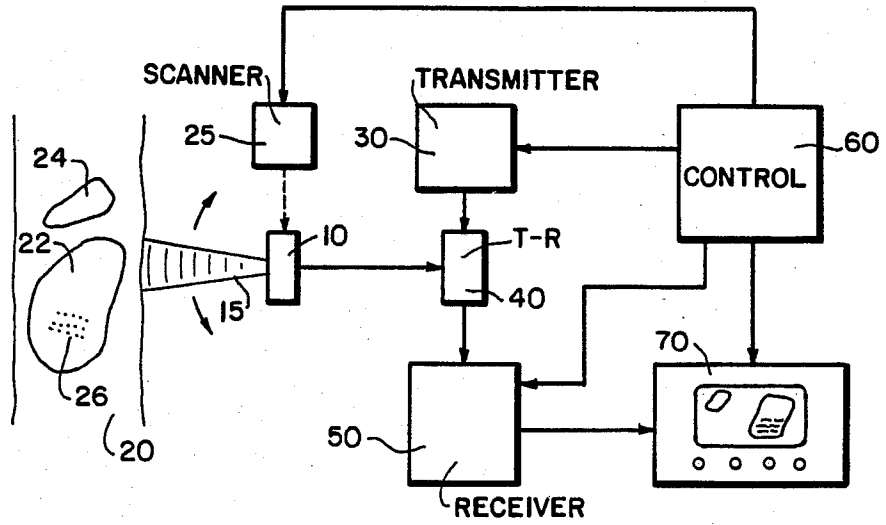 SCANNER
TRANSMITTER
25
30
60
CONTROL
24
22
10
T-R
40
15
26
20
70
50
RECEIVER